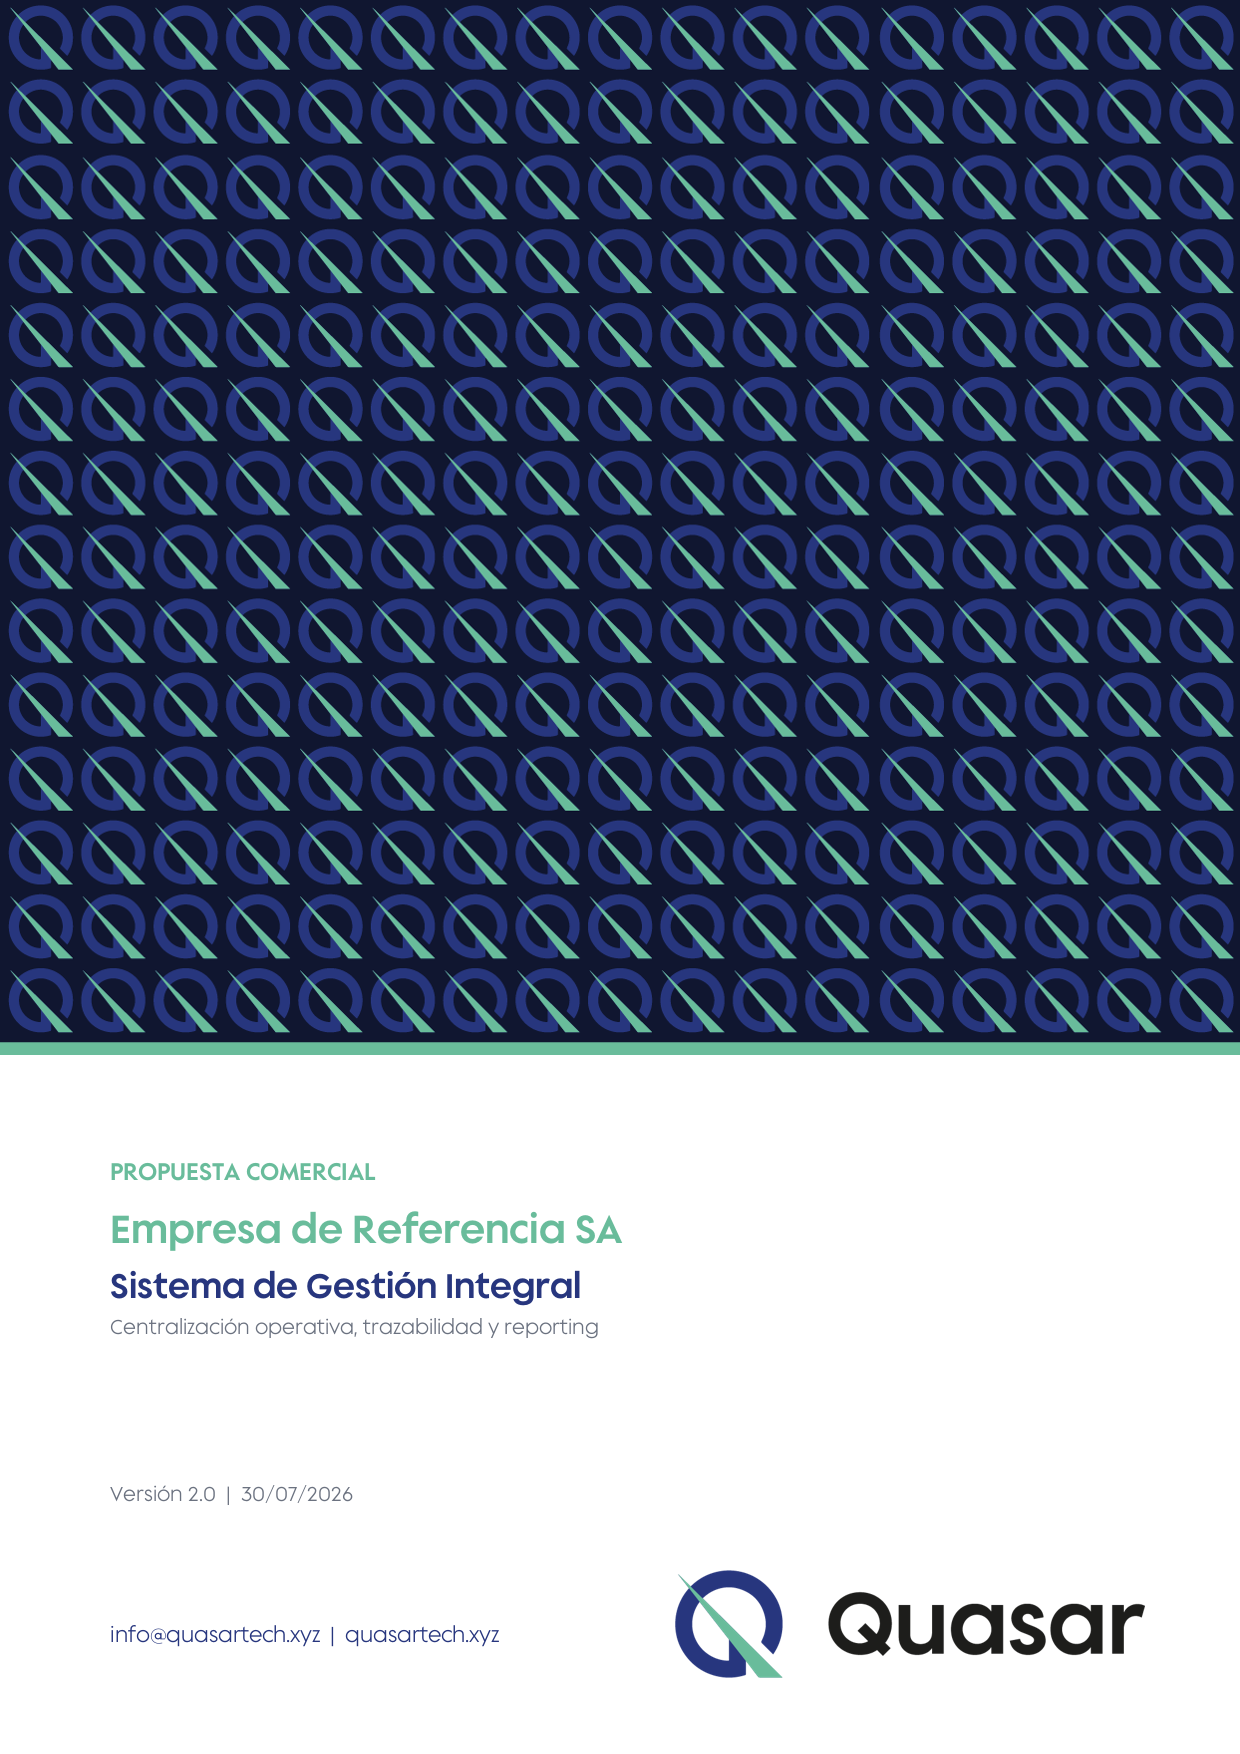 PROPUESTA COMERCIAL
Empresa de Referencia SA
Sistema de Gestión Integral
Centralización operativa, trazabilidad y reporting
Versión 2.0 | 30/07/2026
info@quasartech.xyz | quasartech.xyz
Quasar